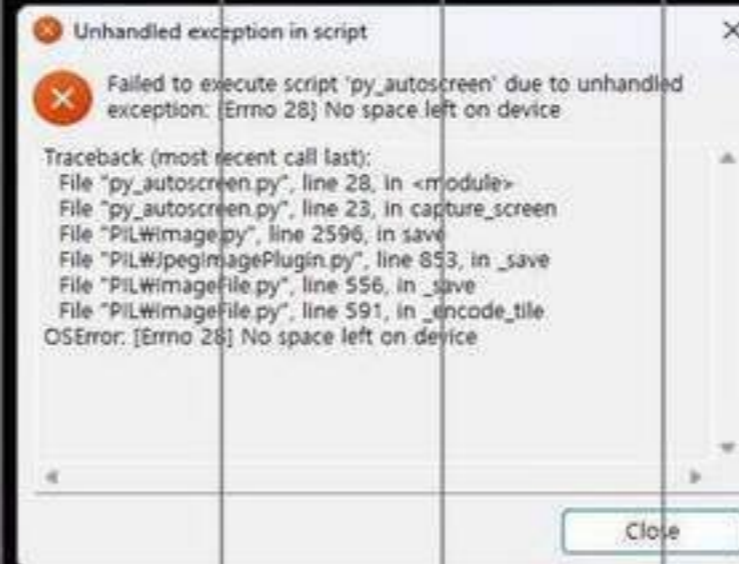 Unhandled exception in script
Failed to execute script 'py_autoscreen' due to unhandled
exception: [Errno 28] No space left on device
Traceback (most recent call last):
File "py_autoscreen.py", line 28, in <module>
File "py_autoscreen.py", line 23, in capture_screen
File "PIL₩Image.py", line 2596, in save
File "PIL₩JpegImagePlugin.py", line 853, in _save
File "PIL₩ImageFile.py", line 556, in _save
File "PIL₩ImageFile.py", line 591, in _encode_tile
OSError: [Errno 28] No space left on device
Close